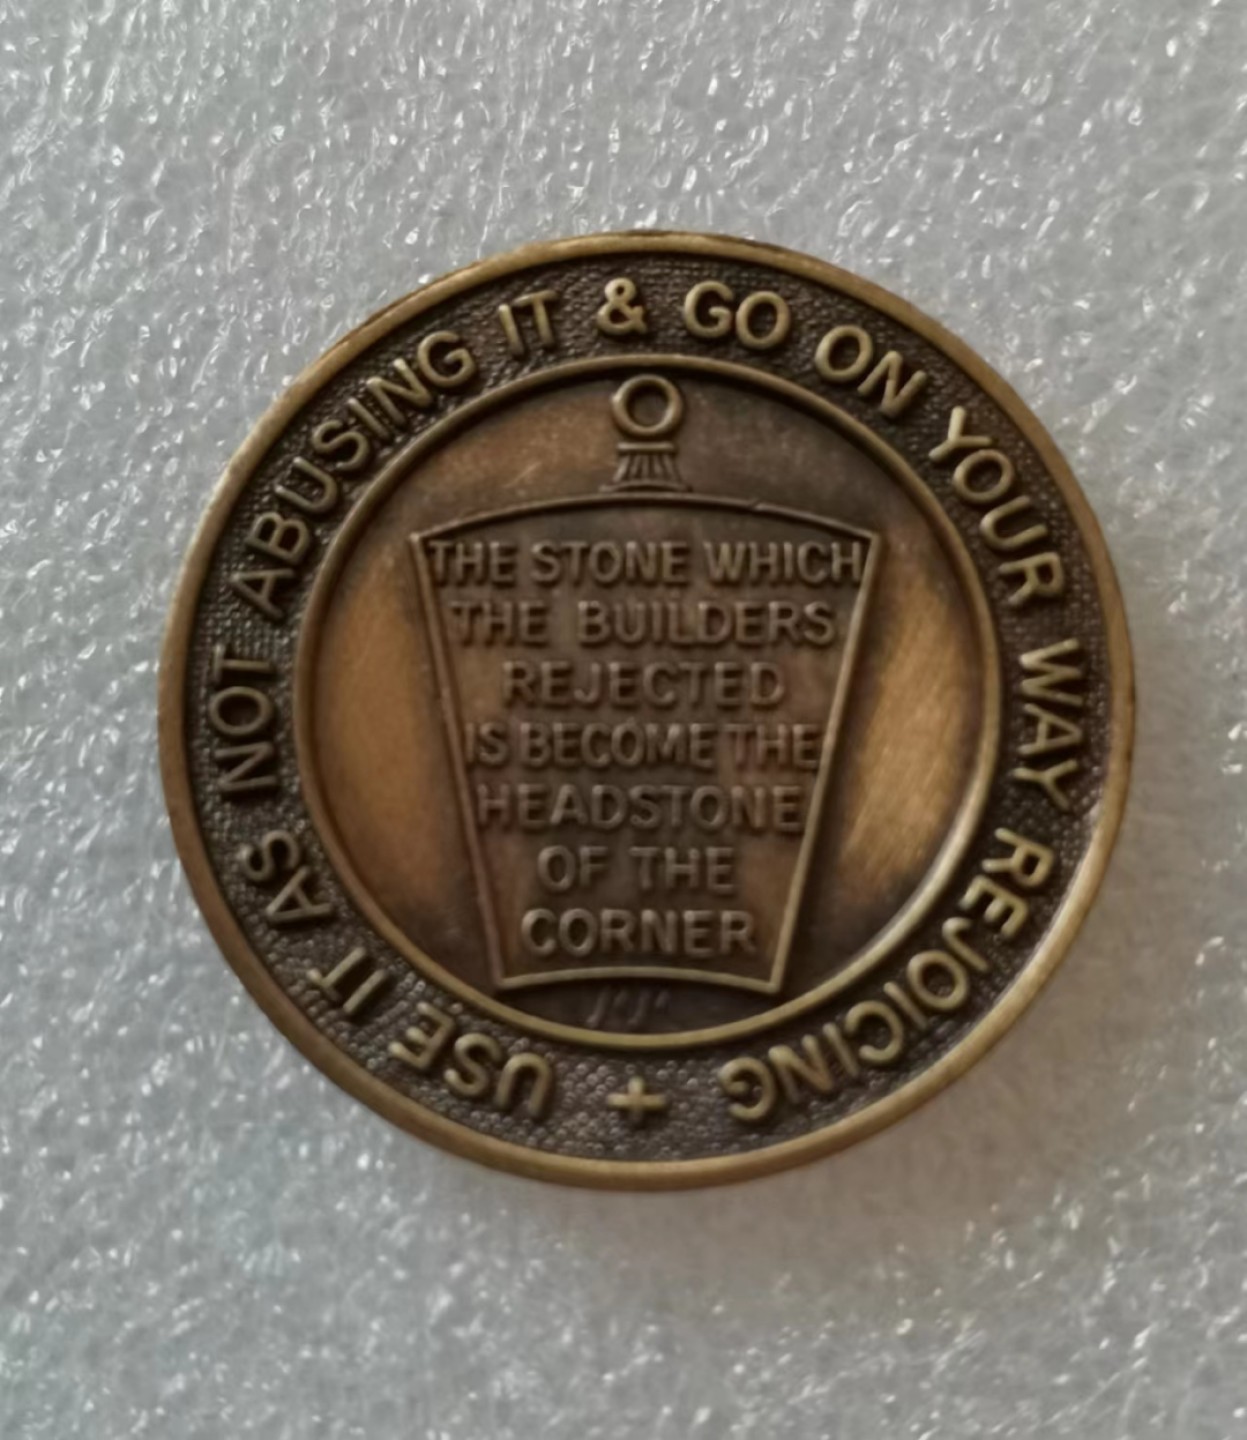 USE IT AS NOT ABUSING IT & GO ON YOUR WAY REJOICING +
THE STONE WHICH
THE BUILDERS
REJECTED
IS BECOME THE
HEADSTONE
OF THE
CORNER